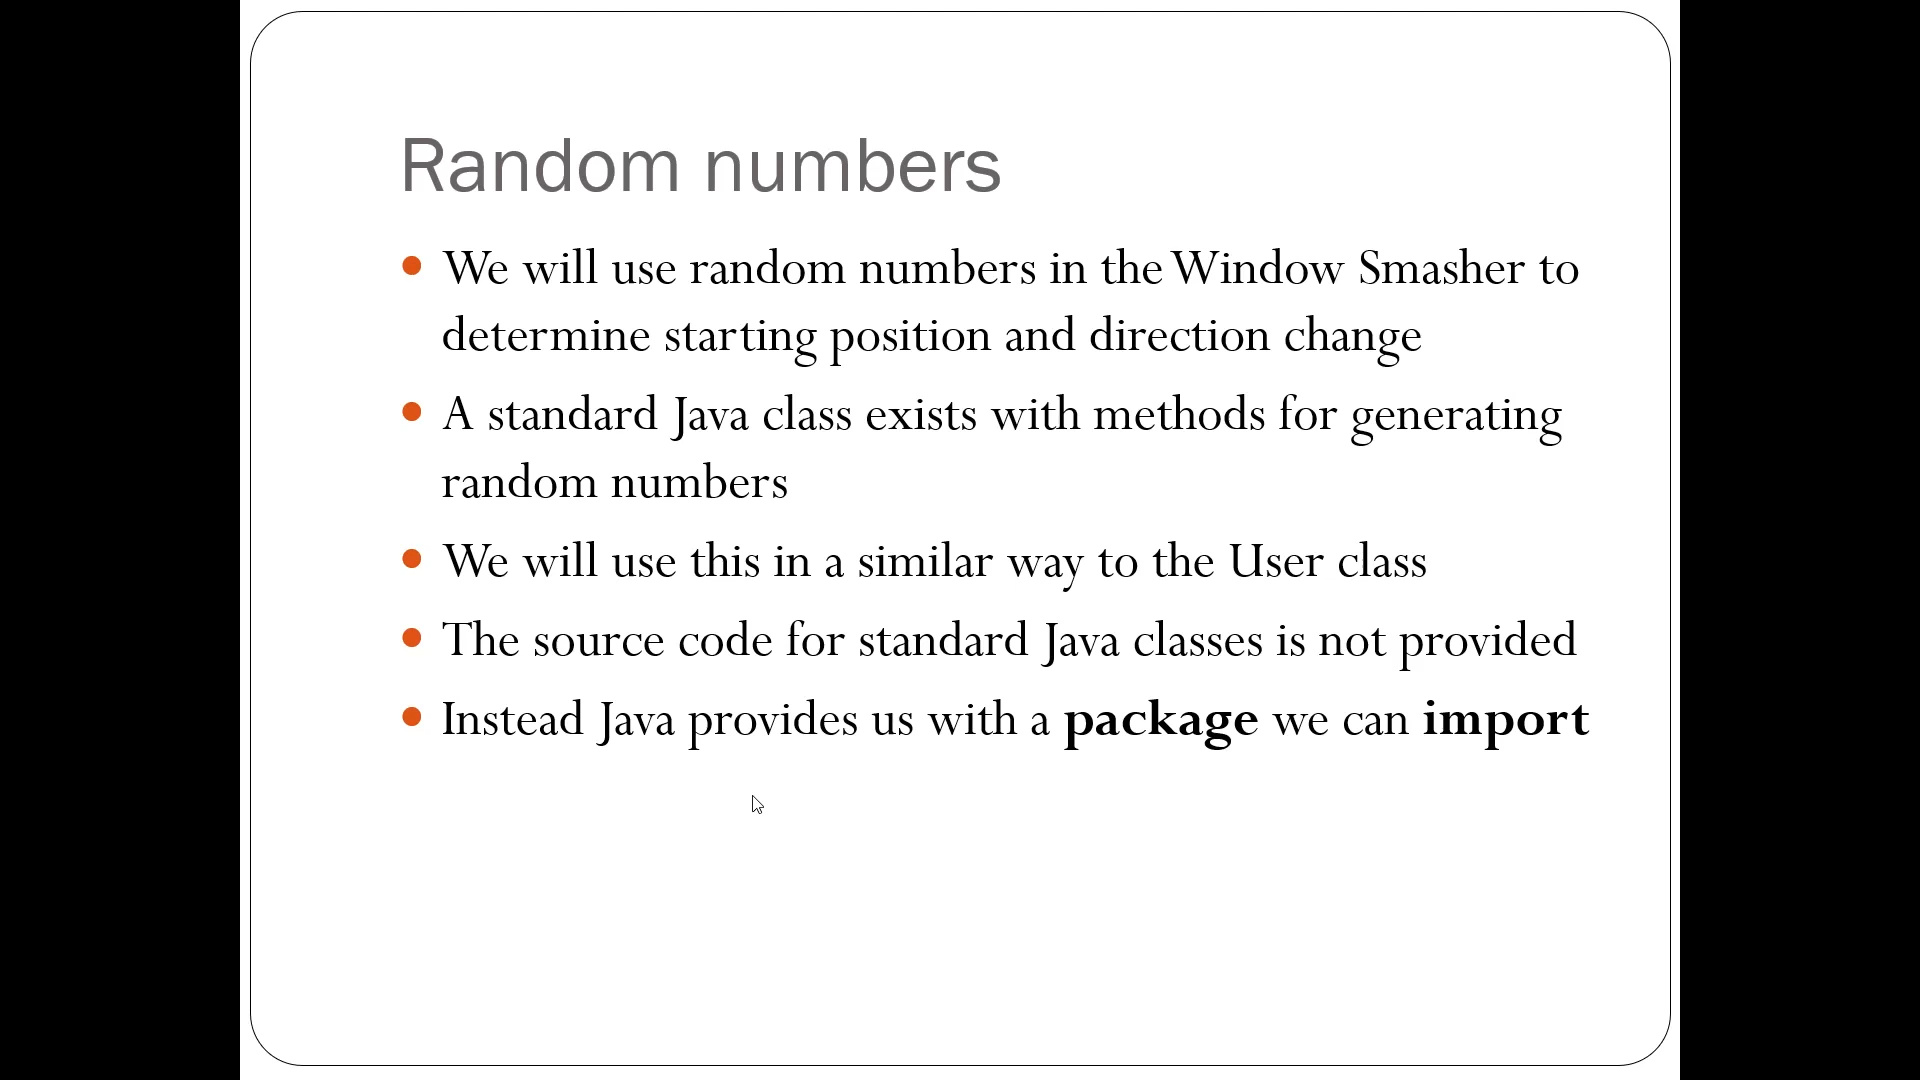 Random numbers
• We will use random numbers in the Window Smasher to
determine starting position and direction change
• A standard Java class exists with methods for generating
random numbers
• We will use this in a similar way to the User class
• The source code for standard Java classes is not provided
• Instead Java provides us with a package we can import